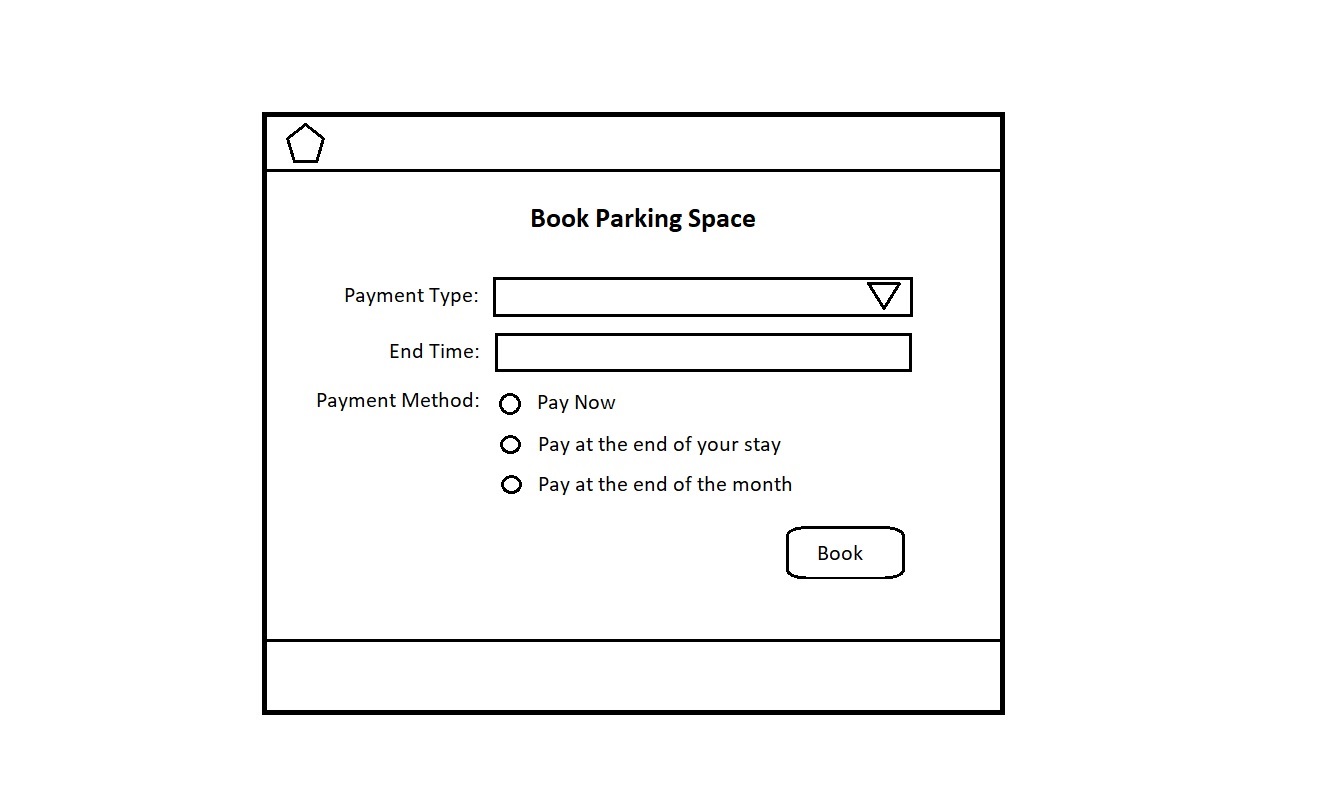 Book Parking Space
Payment Type:
End Time:
Payment Method: Pay Now
Pay at the end of your stay
Pay at the end of the month
Book